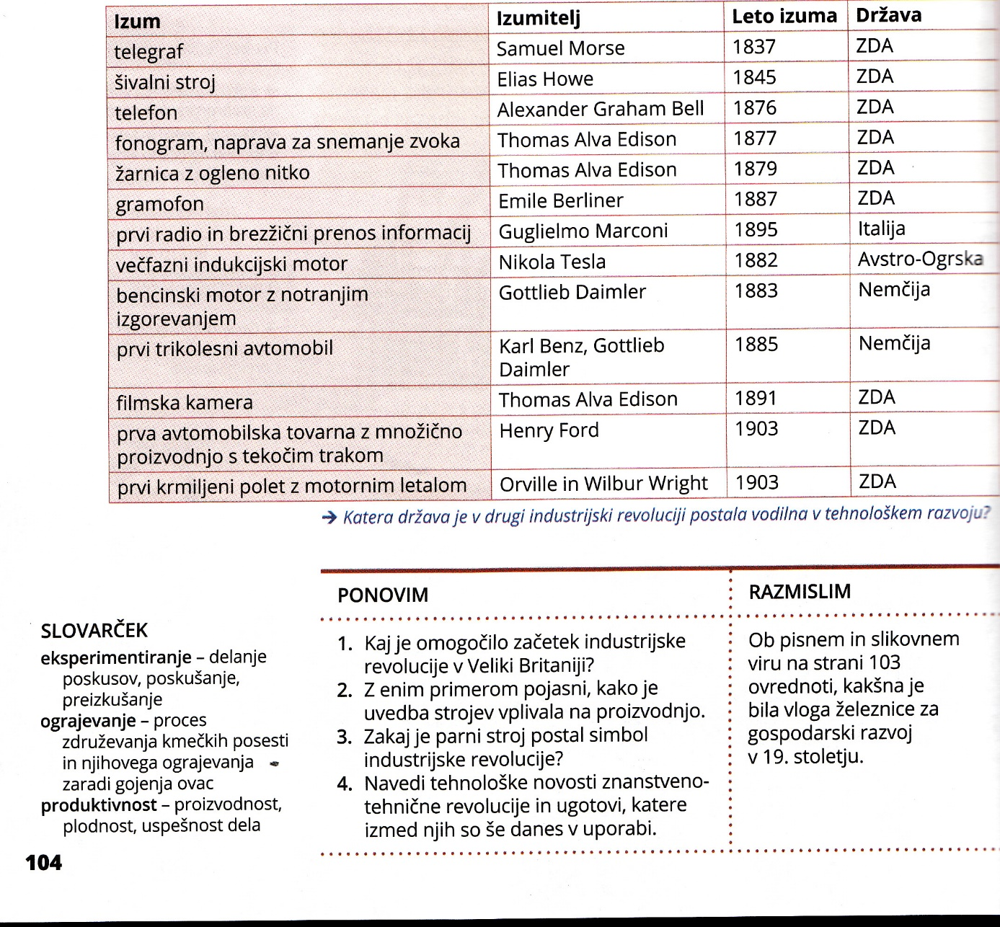 Izum Izumitelj Leto izuma Država
telegraf Samuel Morse 1837 ZDA
šivalni stroj Elias Howe 1845 ZDA
telefon Alexander Graham Bell 1876 ZDA
fonogram, naprava za snemanje zvoka Thomas Alva Edison 1877 ZDA
žarnica z ogleno nitko Thomas Alva Edison 1879 ZDA
gramofon Emile Berliner 1887 ZDA
prvi radio in brezžični prenos informacij Guglielmo Marconi 1895 Italija
večfazni indukcijski motor Nikola Tesla 1882 Avstro-Ogrska
bencinski motor z notranjim Gottlieb Daimler 1883 Nemčija
izgorevanjem
prvi trikolesni avtomobil Karl Benz, Gottlieb 1885 Nemčija
Daimler
filmska kamera Thomas Alva Edison 1891 ZDA
prva avtomobilska tovarna z množično Henry Ford 1903 ZDA
proizvodnjo s tekočim trakom
prvi krmiljeni polet z motornim letalom Orville in Wilbur Wright 1903 ZDA
→ Katera država je v drugi industrijski revoluciji postala vodilna v tehnološkem razvoju?
SLOVARČEK
eksperimentiranje – delanje
poskusov, poskušanje,
preizkušanje
ograjevanje – proces
združevanja kmečkih posesti
in njihovega ograjevanja
zaradi gojenja ovac
produktivnost – proizvodnost,
plodnost, uspešnost dela
104
PONOVIM
1. Kaj je omogočilo začetek industrijske
revolucije v Veliki Britaniji?
2. Z enim primerom pojasni, kako je
uvedba strojev vplivala na proizvodnjo.
3. Zakaj je parni stroj postal simbol
industrijske revolucije?
4. Navedi tehnološke novosti znanstveno-
tehnične revolucije in ugotovi, katere
izmed njih so še danes v uporabi.
RAZMISLIM
Ob pisnem in slikovnem
viru na strani 103
ovrednoti, kakšna je
bila vloga železnice za
gospodarski razvoj
v 19. stoletju.